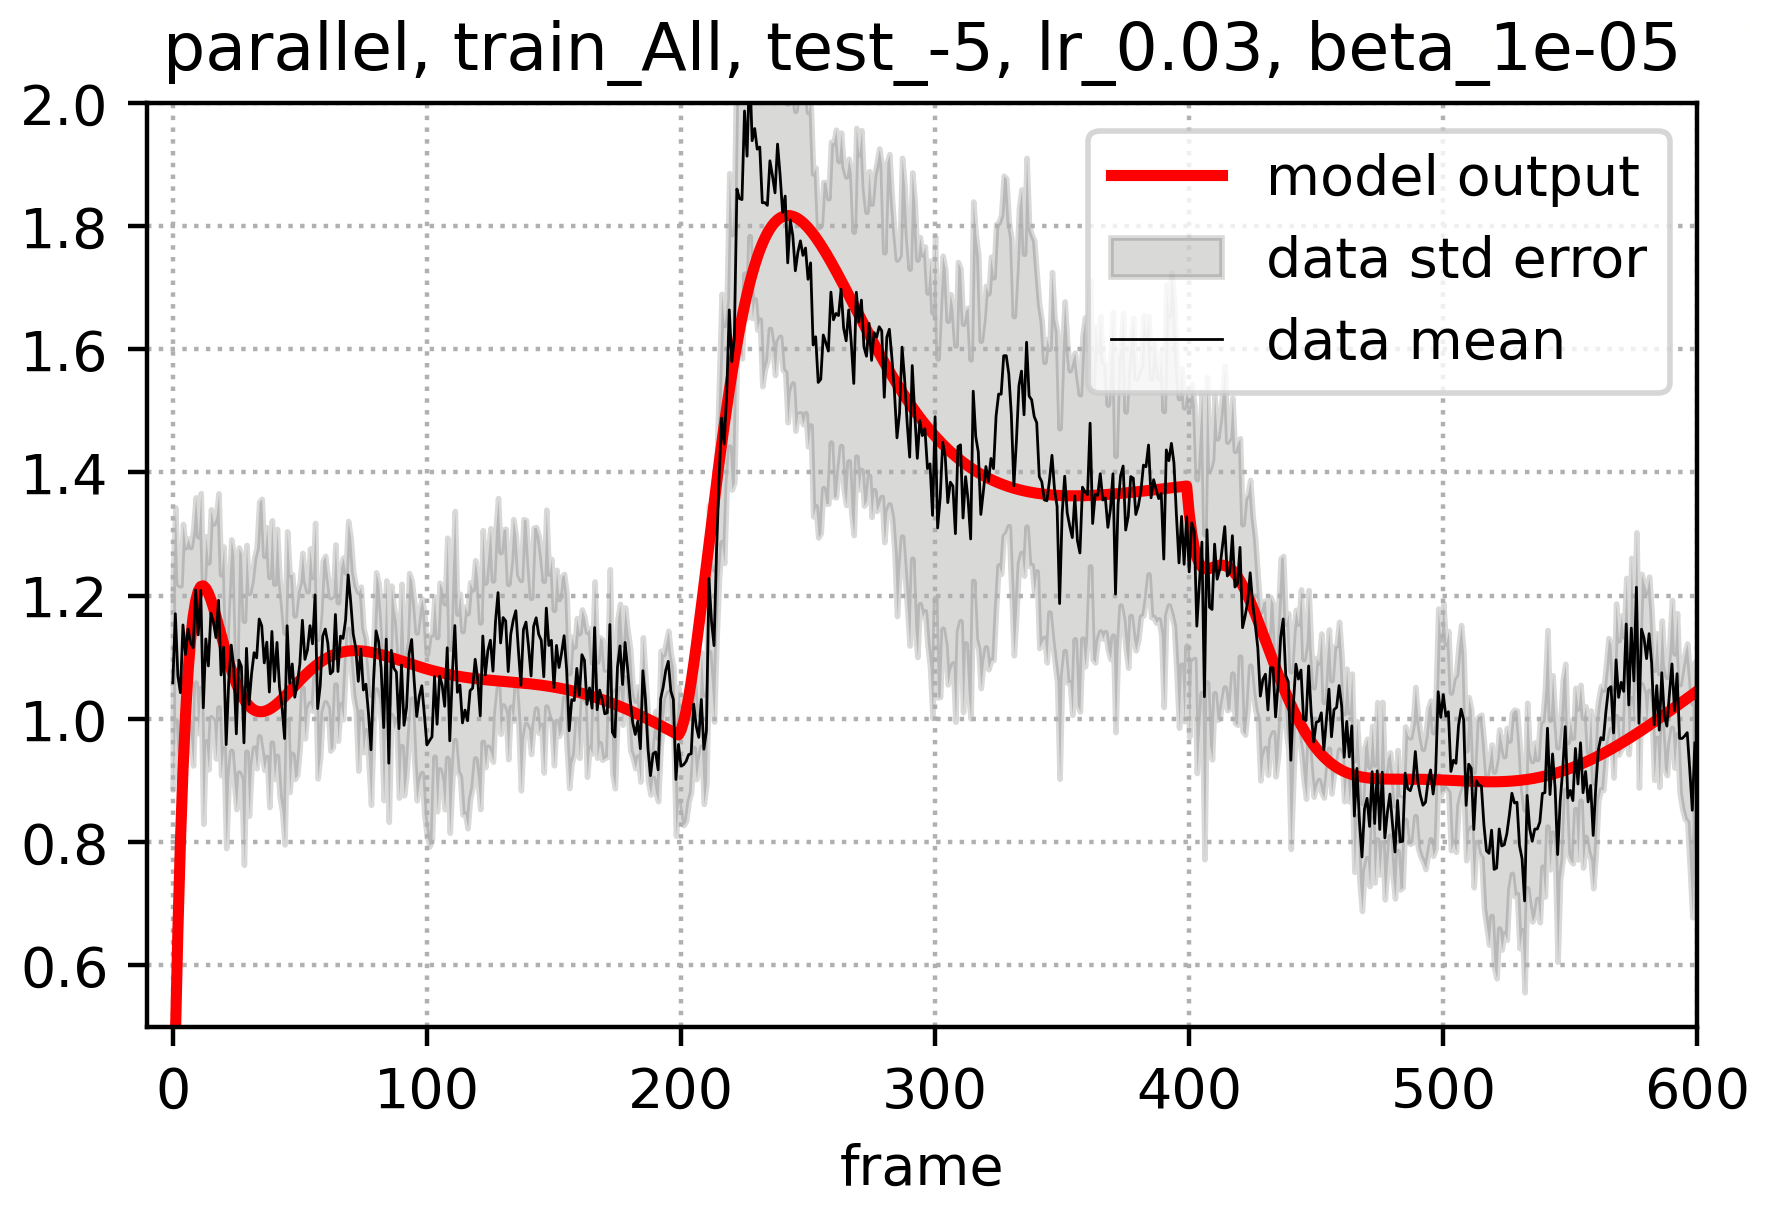 parallel, train_All, test_-5, lr_0.03, beta_1e-05
2.0
1.8
1.6
1.4
1.2
1.0
0.8
0.6
model output
data std error
data mean
0 100 200 300 400 500 600
frame